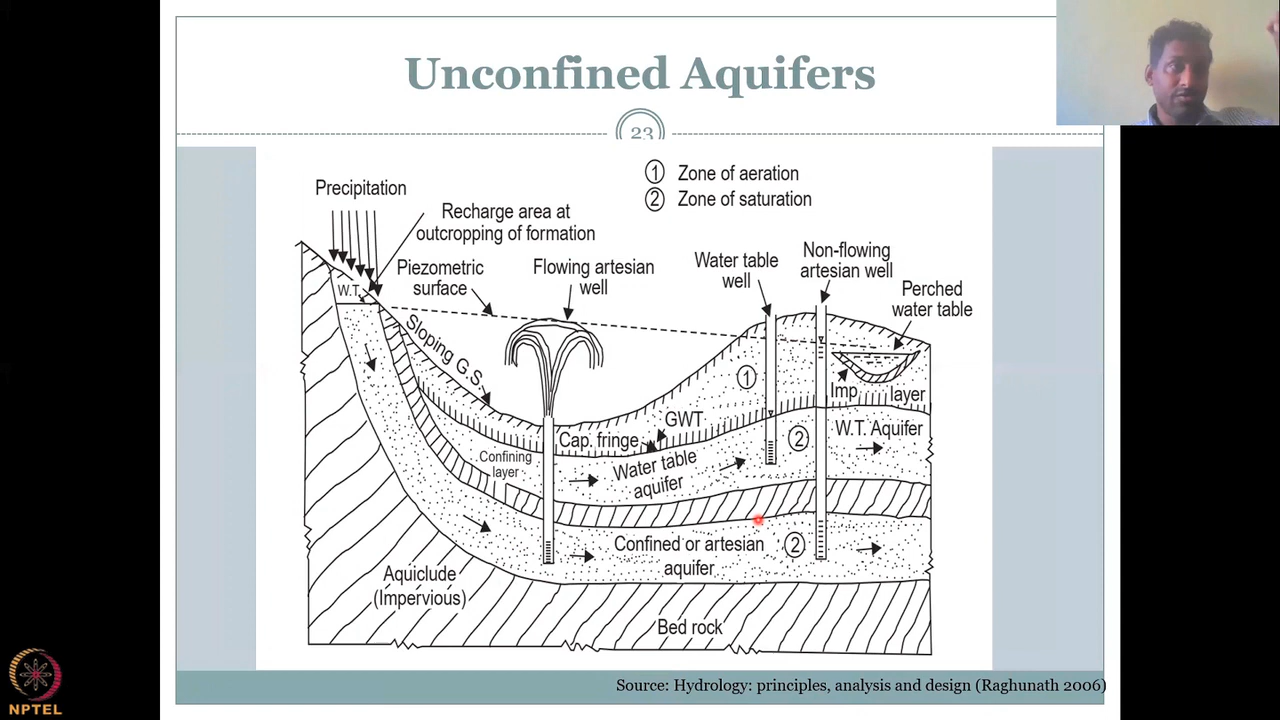 Unconfined Aquifers
23
① Zone of aeration
② Zone of saturation
Precipitation
Recharge area at
outcropping of formation
Piezometric
surface
Flowing artesian
well
Water table
well
Non-flowing
artesian well
Perched
water table
W.T.
Sloping G.S.
①
Imp
layer
GWT
Cap. fringe
Confining
layer
Water table
aquifer
②
W.T. Aquifer
Confined or artesian
aquifer
②
Aquiclude
(Impervious)
Bed rock
Source: Hydrology: principles, analysis and design (Raghunath 2006)
NPTEL